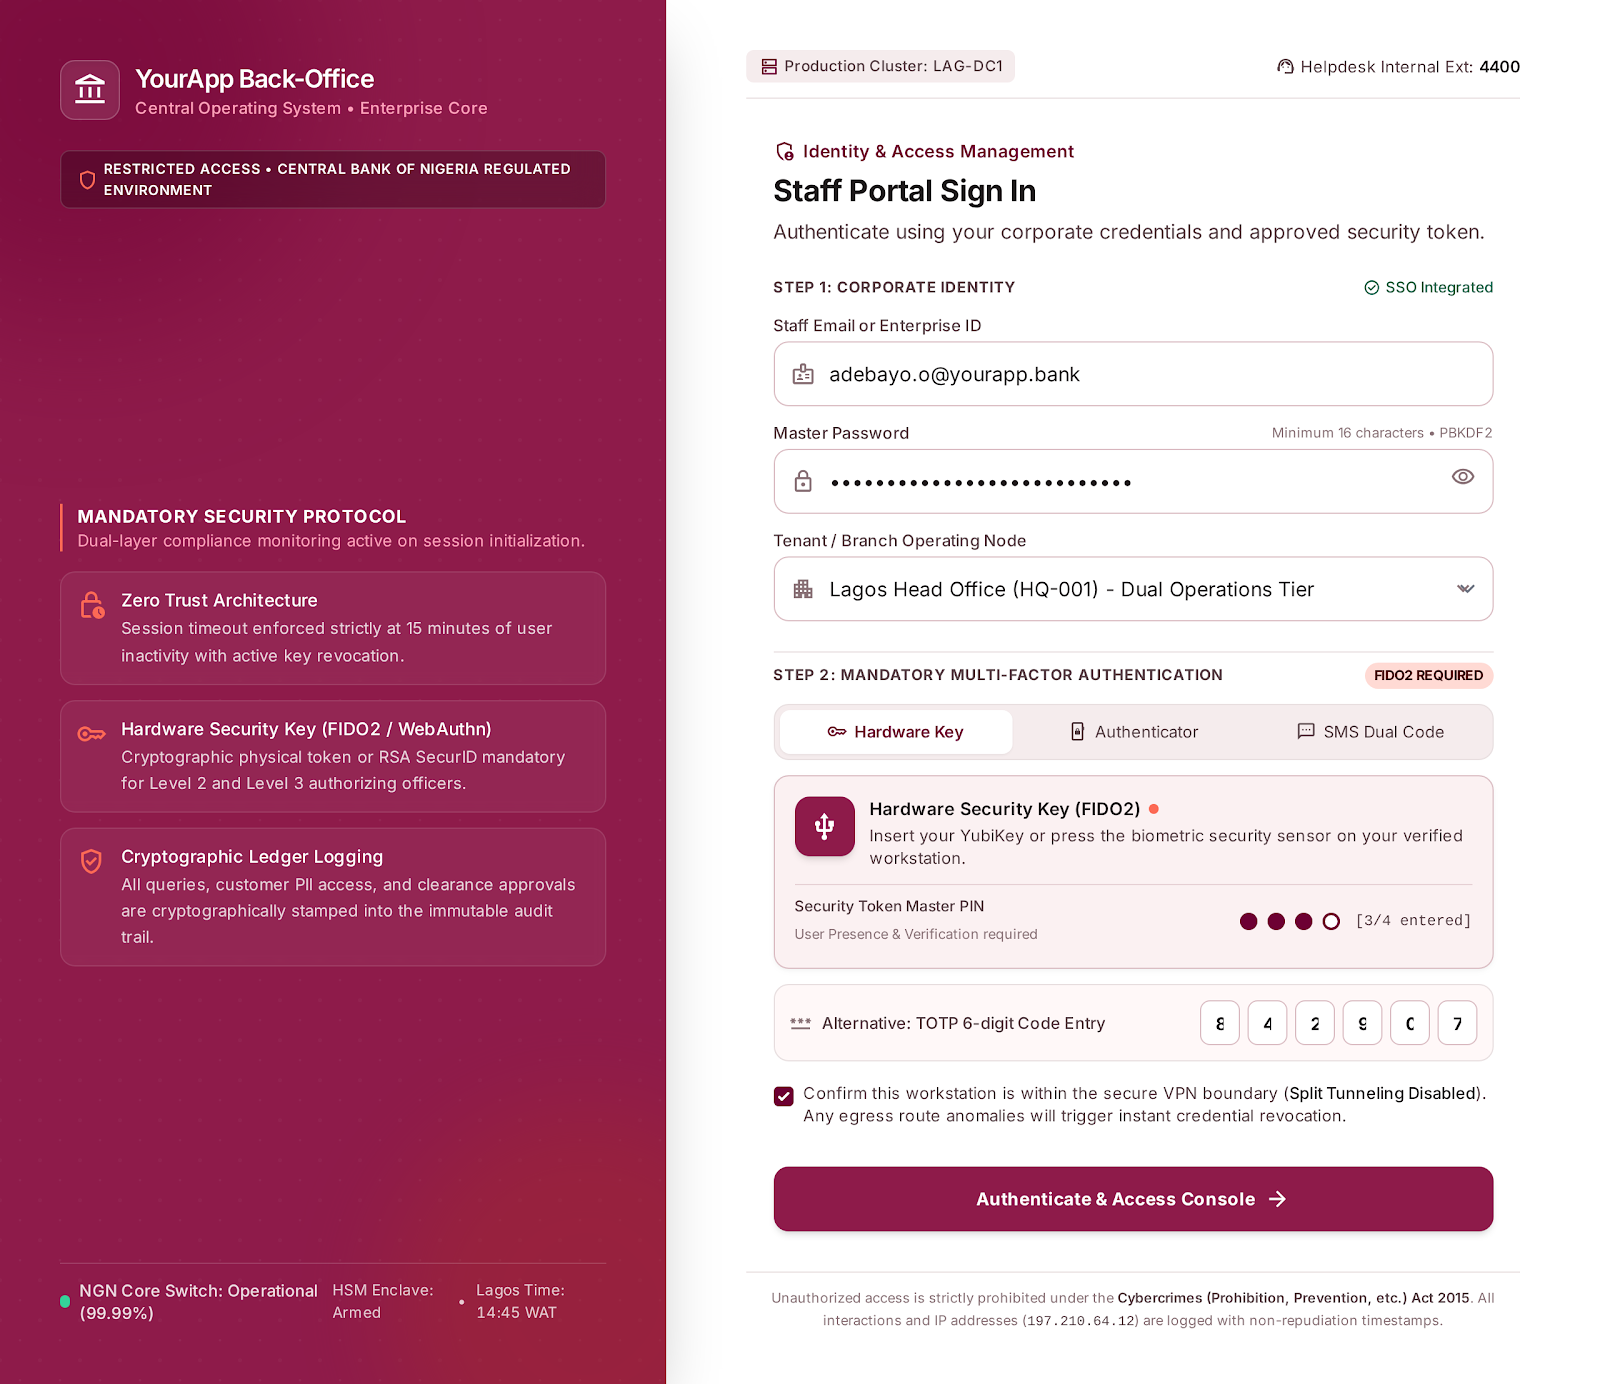 YourApp Back-Office
Central Operating System • Enterprise Core
RESTRICTED ACCESS • CENTRAL BANK OF NIGERIA REGULATED
ENVIRONMENT
MANDATORY SECURITY PROTOCOL
Dual-layer compliance monitoring active on session initialization.
Zero Trust Architecture
Session timeout enforced strictly at 15 minutes of user
inactivity with active key revocation.
Hardware Security Key (FIDO2 / WebAuthn)
Cryptographic physical token or RSA SecurID mandatory
for Level 2 and Level 3 authorizing officers.
Cryptographic Ledger Logging
All queries, customer PII access, and clearance approvals
are cryptographically stamped into the immutable audit
trail.
NGN Core Switch: Operational
(99.99%)
HSM Enclave:
Armed
•
Lagos Time:
14:45 WAT
Production Cluster: LAG-DC1
Helpdesk Internal Ext: 4400
Identity & Access Management
Staff Portal Sign In
Authenticate using your corporate credentials and approved security token.
STEP 1: CORPORATE IDENTITY
SSO Integrated
Staff Email or Enterprise ID
adebayo.o@yourapp.bank
Master Password
Minimum 16 characters • PBKDF2
•••••••••••••••••••••••••••
Tenant / Branch Operating Node
Lagos Head Office (HQ-001) - Dual Operations Tier
STEP 2: MANDATORY MULTI-FACTOR AUTHENTICATION
FIDO2 REQUIRED
Hardware Key
Authenticator
SMS Dual Code
Hardware Security Key (FIDO2)
Insert your YubiKey or press the biometric security sensor on your verified
workstation.
Security Token Master PIN
User Presence & Verification required
[3/4 entered]
Alternative: TOTP 6-digit Code Entry
8 4 2 9 0 7
Confirm this workstation is within the secure VPN boundary (Split Tunneling Disabled).
Any egress route anomalies will trigger instant credential revocation.
Authenticate & Access Console
Unauthorized access is strictly prohibited under the Cybercrimes (Prohibition, Prevention, etc.) Act 2015. All
interactions and IP addresses (197.210.64.12) are logged with non-repudiation timestamps.